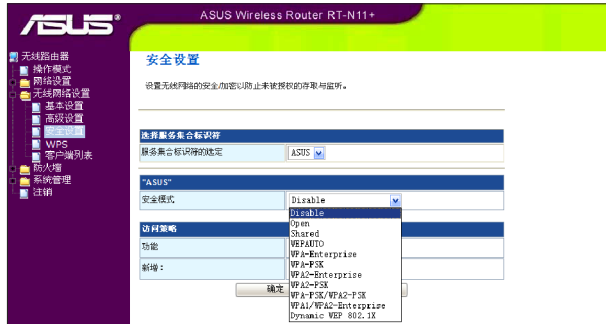 ASUS
ASUS Wireless Router RT-N11+
无线路由器
操作模式
网络设置
无线网络设置
基本设置
高级设置
安全设置
WPS
客户端列表
防火墙
系统管理
注销
安全设置
设置无线网络的安全/加密以防止未被授权的存取与监听。
选择服务集合标识符
服务集合标识符的选定
ASUS
"ASUS"
安全模式
Disable
Disable
Open
Shared
WEPAUTO
WPA-Enterprise
WPA-PSK
WPA2-Enterprise
WPA2-PSK
WPA-PSK/WPA2-PSK
WPA1/WPA2-Enterprise
Dynamic WEP 802.1X
访问策略
功能
新增：
确定